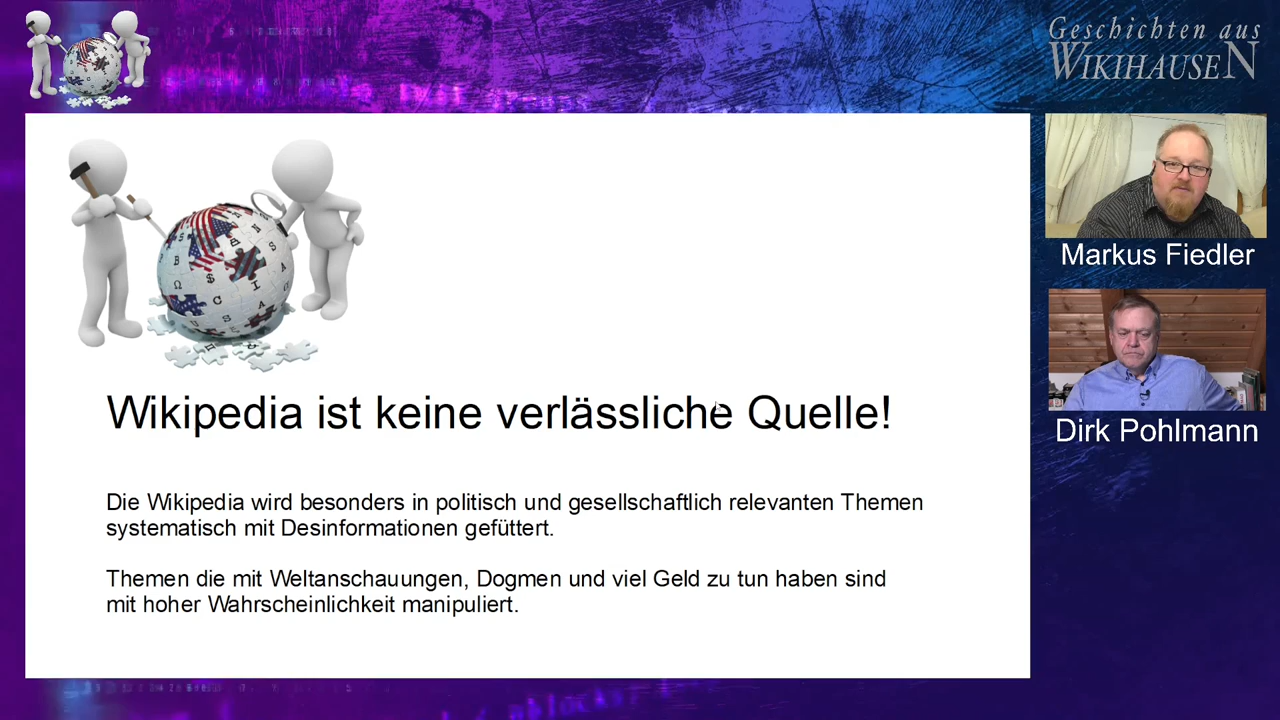 Geschichten aus
WIKIHAUSEN
Wikipedia ist keine verlässliche Quelle!
Die Wikipedia wird besonders in politisch und gesellschaftlich relevanten Themen
systematisch mit Desinformationen gefüttert.
Themen die mit Weltanschauungen, Dogmen und viel Geld zu tun haben sind
mit hoher Wahrscheinlichkeit manipuliert.
Markus Fiedler
Dirk Pohlmann